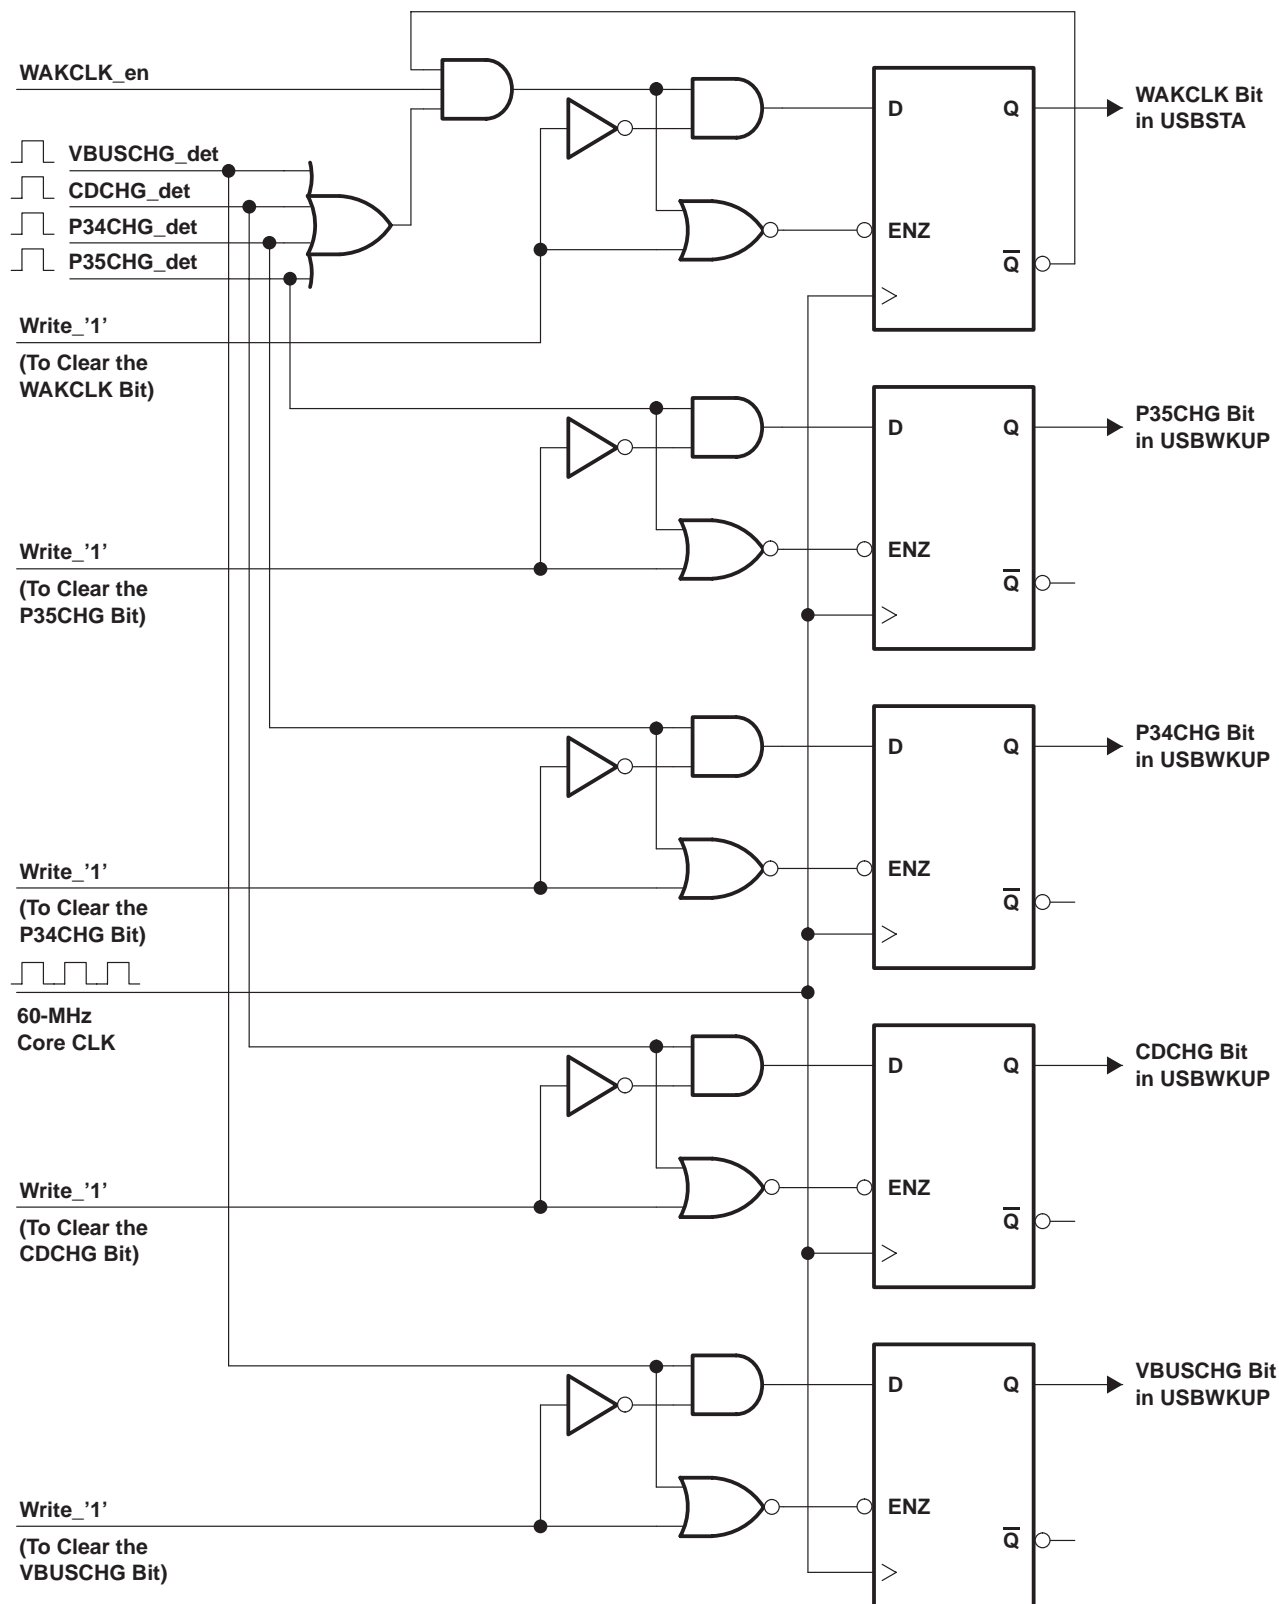 WAKCLK_en
VBUSCHG_det
CDCHG_det
P34CHG_det
P35CHG_det
Write_'1'
(To Clear the
WAKCLK Bit)
D
Q
ENZ
Q̅
WAKCLK Bit
in USBSTA
Write_'1'
(To Clear the
P35CHG Bit)
D
Q
ENZ
Q̅
P35CHG Bit
in USBWKUP
Write_'1'
(To Clear the
P34CHG Bit)
D
Q
ENZ
Q̅
P34CHG Bit
in USBWKUP
60-MHz
Core CLK
Write_'1'
(To Clear the
CDCHG Bit)
D
Q
ENZ
Q̅
CDCHG Bit
in USBWKUP
Write_'1'
(To Clear the
VBUSCHG Bit)
D
Q
ENZ
Q̅
VBUSCHG Bit
in USBWKUP